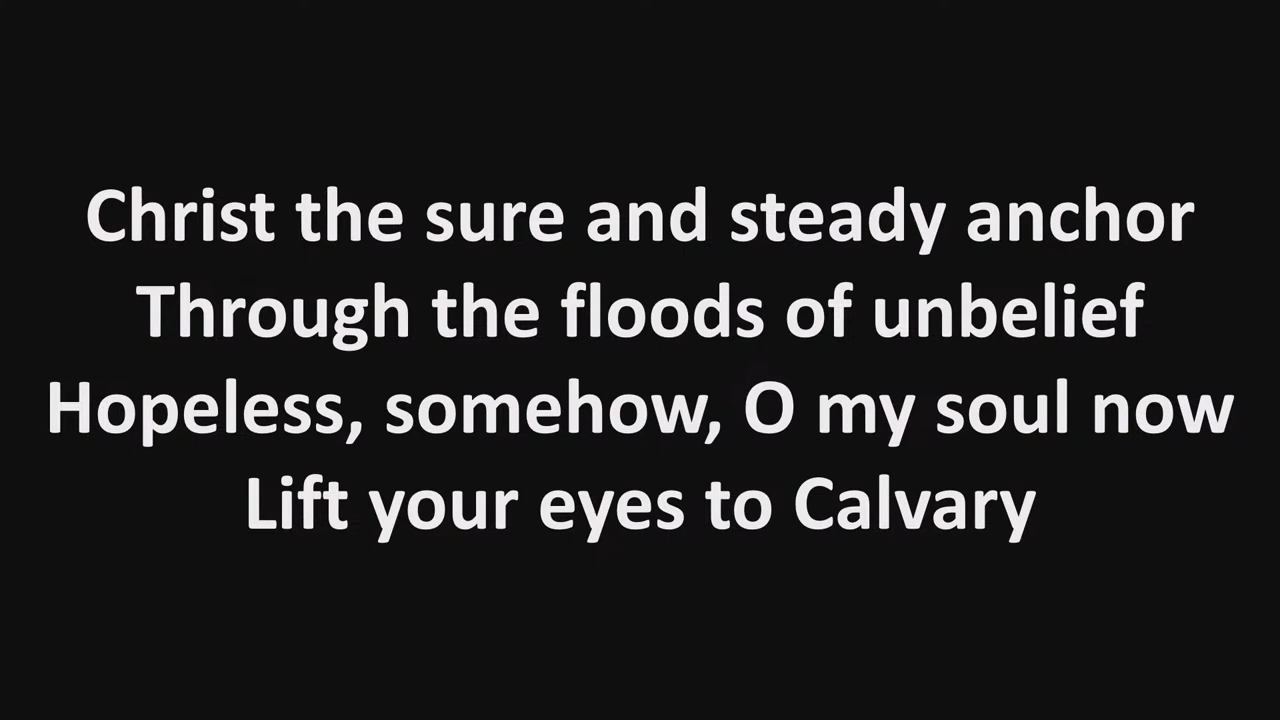 Christ the sure and steady anchor
Through the floods of unbelief
Hopeless, somehow, O my soul now
Lift your eyes to Calvary